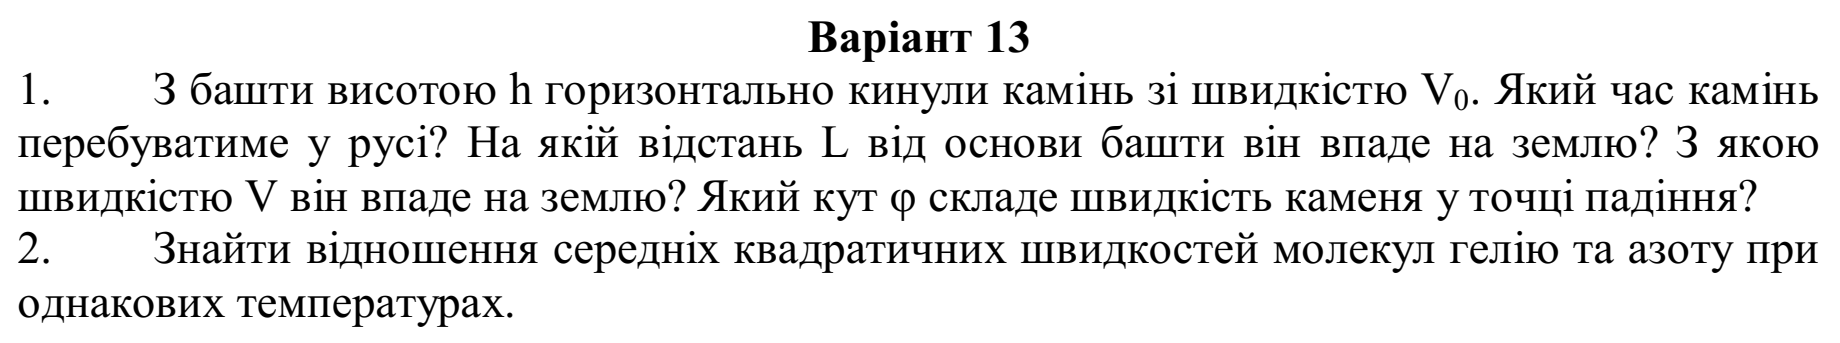 Варіант 13
1. З башти висотою h горизонтально кинули камінь зі швидкістю V₀. Який час камінь
перебуватиме у русі? На якій відстань L від основи башти він впаде на землю? З якою
швидкістю V він впаде на землю? Який кут φ складе швидкість каменя у точці падіння?
2. Знайти відношення середніх квадратичних швидкостей молекул гелію та азоту при
однакових температурах.